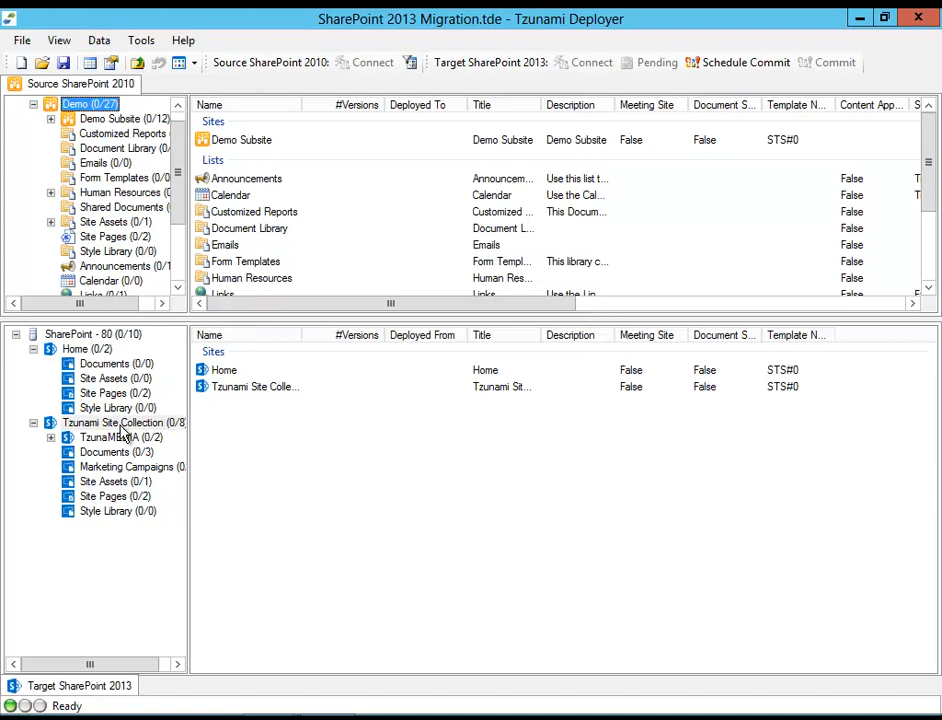 SharePoint 2013 Migration.tde - Tzunami Deployer
File View Data Tools Help
Source SharePoint 2010: Connect Target SharePoint 2013: Connect Pending Schedule Commit Commit
Source SharePoint 2010
Demo (0/27)
Demo Subsite (0/12)
Customized Reports
Document Library (0/
Emails (0/0)
Form Templates (0/0
Human Resources (0
Shared Documents (
Site Assets (0/1)
Site Pages (0/2)
Style Library (0/0)
Announcements (0/1
Calendar (0/0)
Links (0/1)
Name #Versions Deployed To Title Description Meeting Site Document S... Template N... Content App... S
Sites
Demo Subsite Demo Subsite Demo Subsite False False STS#0
Lists
Announcements Announcem... Use this list t... False T
Calendar Calendar Use the Cal... False T
Customized Reports Customized ... This Docum... False
Document Library Document L... False
Emails Emails False
Form Templates Form Templ... This library c... False
Human Resources Human Res... False
Links Links Use the Lin... False
SharePoint - 80 (0/10)
Home (0/2)
Documents (0/0)
Site Assets (0/0)
Site Pages (0/2)
Style Library (0/0)
Tzunami Site Collection (0/8
(0/2)
Documents (0/3)
Marketing Campaigns (0.
Site Assets (0/1)
Site Pages (0/2)
Style Library (0/0)
Name #Versions Deployed From Title Description Meeting Site Document S... Template N...
Sites
Home Home False False STS#0
Tzunami Site Colle... Tzunami Sit... False False STS#0
Target SharePoint 2013
Ready